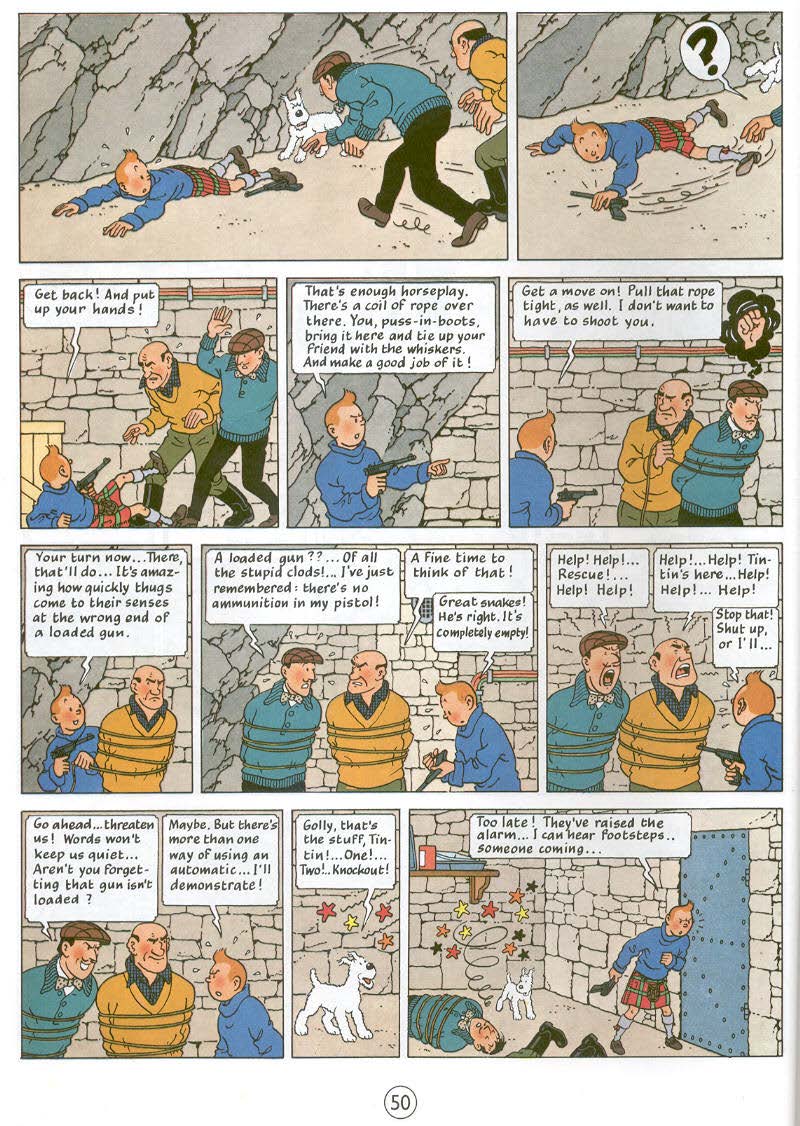 ?
Get back! And put
up your hands!
That's enough horseplay.
There's a coil of rope over
there. You, puss-in-boots,
bring it here and tie up your
friend with the whiskers.
And make a good job of it!
Get a move on! Pull that rope
tight, as well. I don't want to
have to shoot you.
Your turn now...There,
that'll do... It's amaz-
ing how quickly thugs
come to their senses
at the wrong end of
a loaded gun.
A loaded gun??....Of all
the stupid clods!... I've just
remembered: there's no
ammunition in my pistol!
A fine time to
think of that!
Great snakes!
He's right. It's
completely empty!
Help! Help!...
Rescue!...
Help! Help!
Help!...Help! Tin-
tin's here...Help!
Help!... Help!
Stop that!
Shut up,
or I'll...
Go ahead...threaten
us! Words won't
keep us quiet...
Aren't you forget-
ting that gun isn't
loaded?
Maybe. But there's
more than one
way of using an
automatic...I'll
demonstrate!
Golly, that's
the stuff, Tin-
tin!...One!...
Two!..Knockout!
Too late! They've raised the
alarm... I can hear footsteps..
someone coming...
50